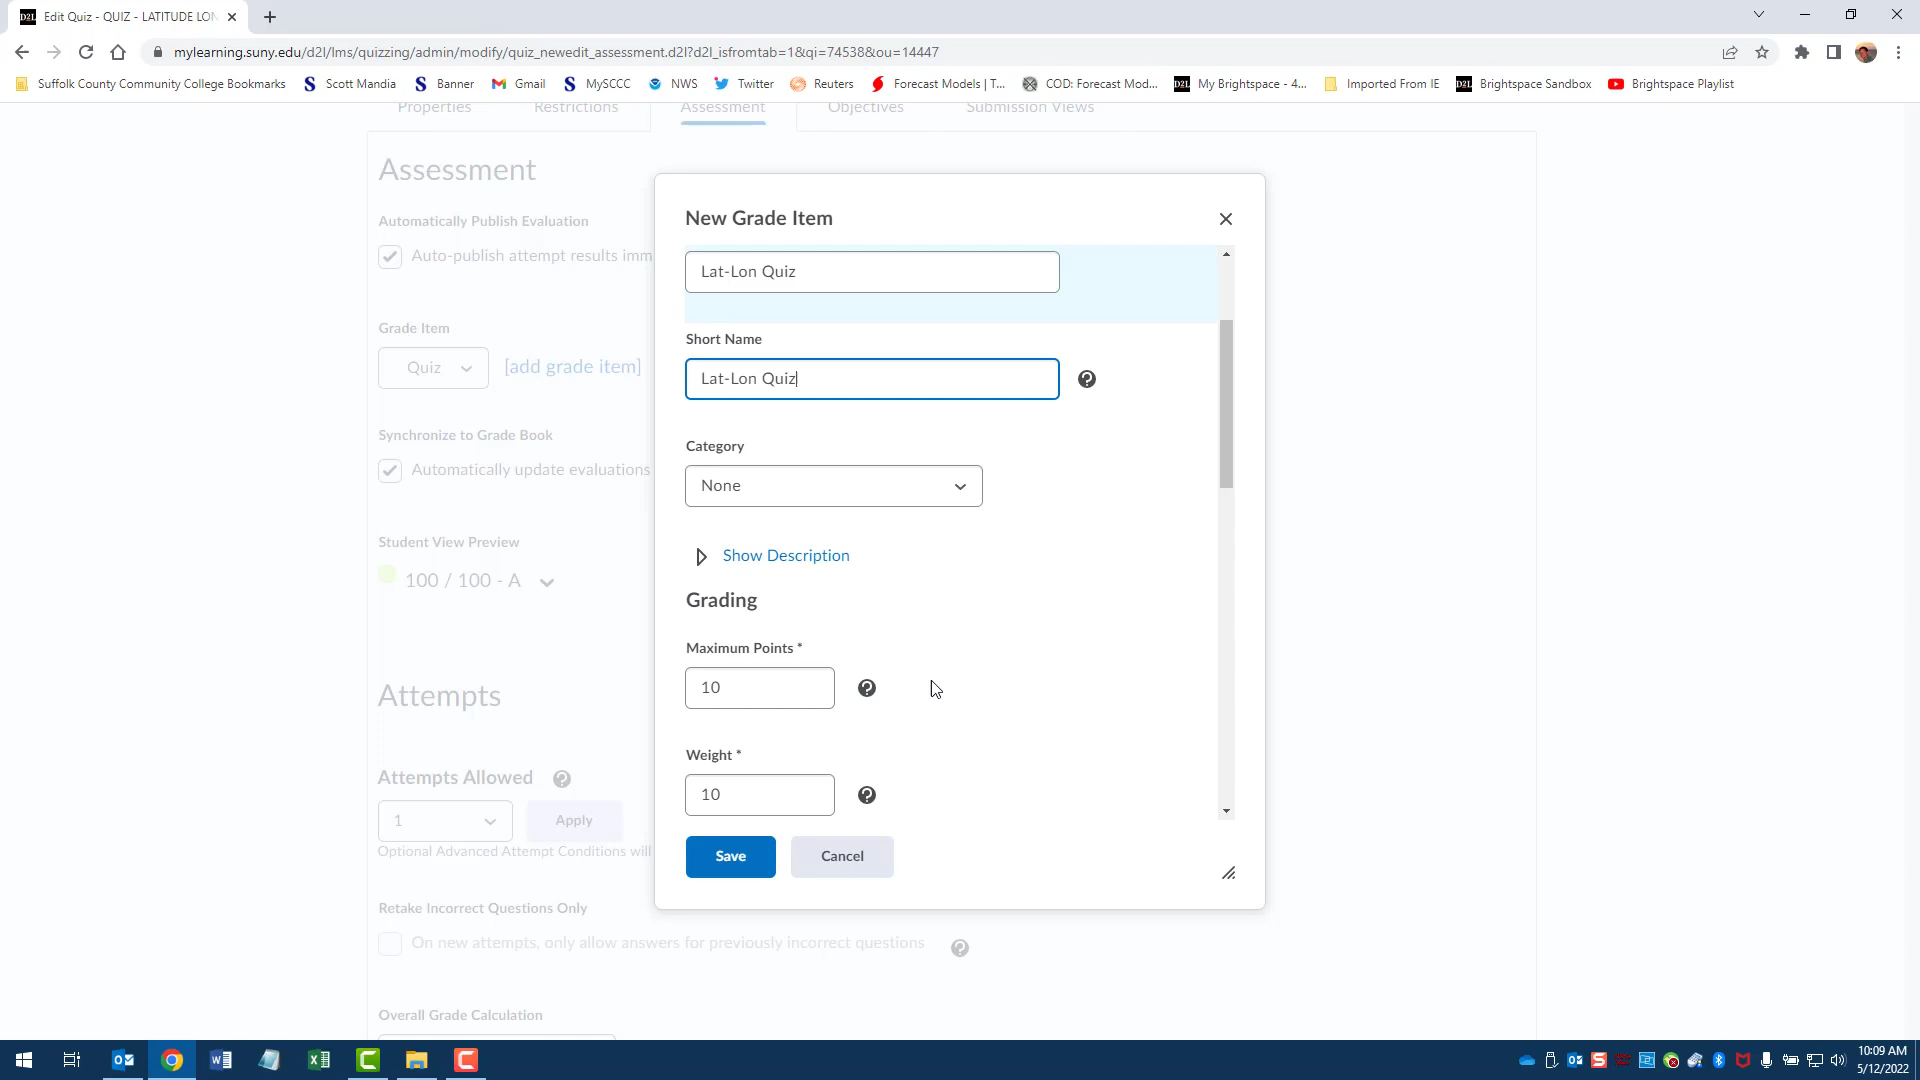 Edit Quiz - QUIZ - LATITUDE LON
mylearning.suny.edu/d2l/lms/quizzing/admin/modify/quiz_newedit_assessment.d2l?d2l_isfromtab=1&qi=74538&ou=14447
Suffolk County Community College Bookmarks
Scott Mandia
Banner
Gmail
MySCCC
NWS
Twitter
Reuters
Forecast Models | T...
COD: Forecast Mod...
My Brightspace - 4...
Imported From IE
Brightspace Sandbox
Brightspace Playlist
Properties
Restrictions
Assessment
Objectives
Submission Views
Assessment
Automatically Publish Evaluation
Auto-publish attempt results imm
Grade Item
Quiz
[add grade item]
Synchronize to Grade Book
Automatically update evaluations
Student View Preview
100 / 100 - A
Attempts
Attempts Allowed
1
Apply
Optional Advanced Attempt Conditions will
Retake Incorrect Questions Only
On new attempts, only allow answers for previously incorrect questions
Overall Grade Calculation
New Grade Item
Lat-Lon Quiz
Short Name
Lat-Lon Quiz
Category
None
Show Description
Grading
Maximum Points *
10
Weight *
10
Save
Cancel
10:09 AM
5/12/2022